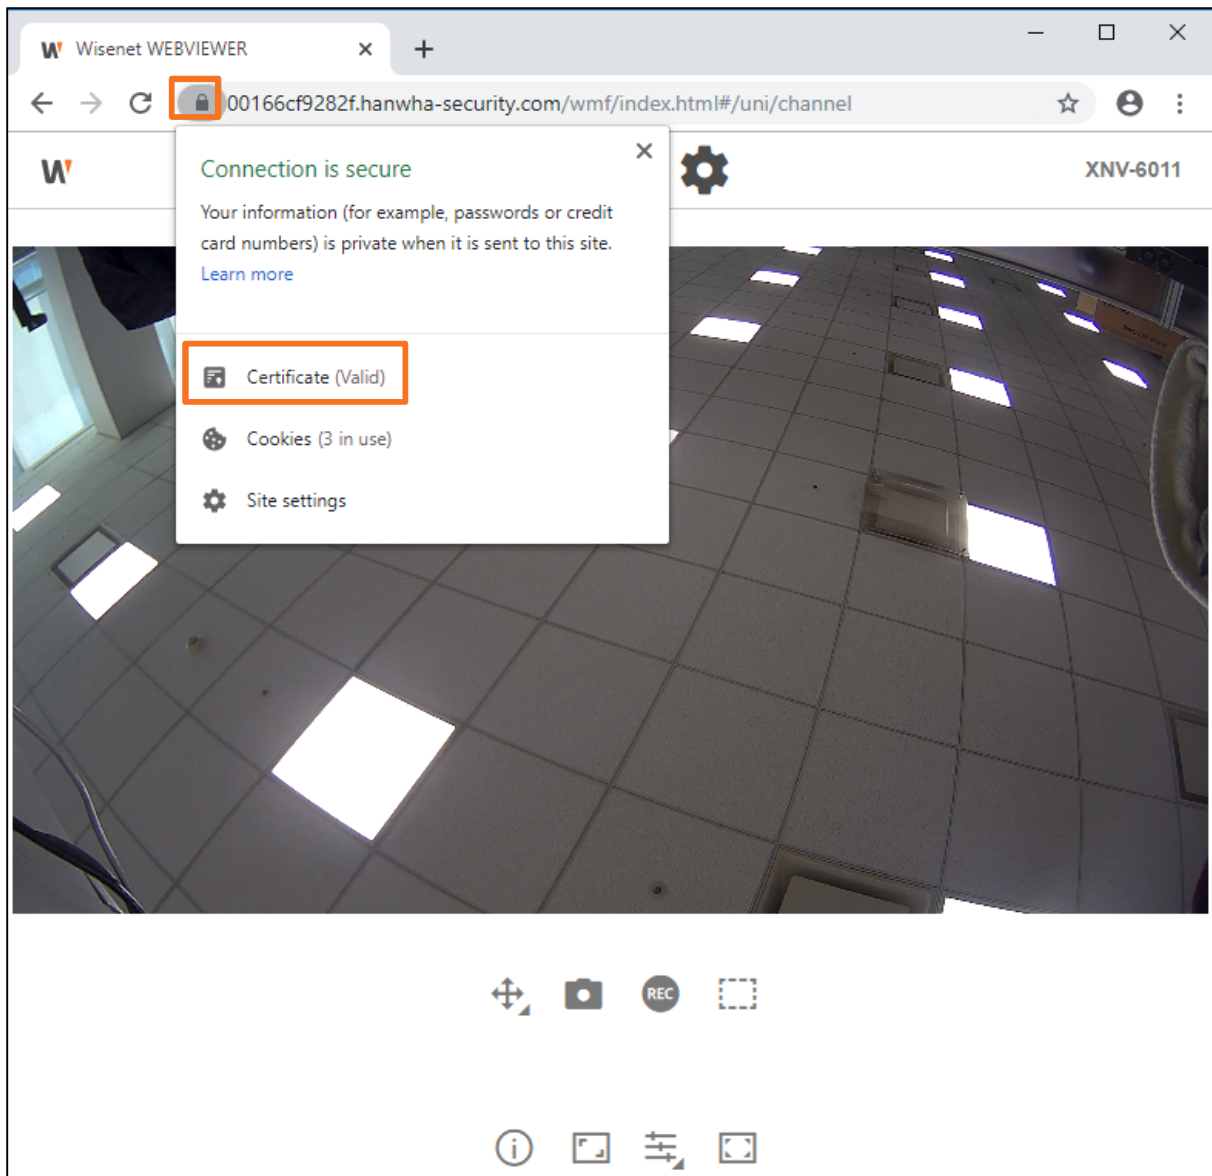 Wisenet WEBVIEWER
00166cf9282f.hanwha-security.com/wmf/index.html#/uni/channel
XNV-6011
Connection is secure
Your information (for example, passwords or credit
card numbers) is private when it is sent to this site.
Learn more
Certificate (Valid)
Cookies (3 in use)
Site settings
REC